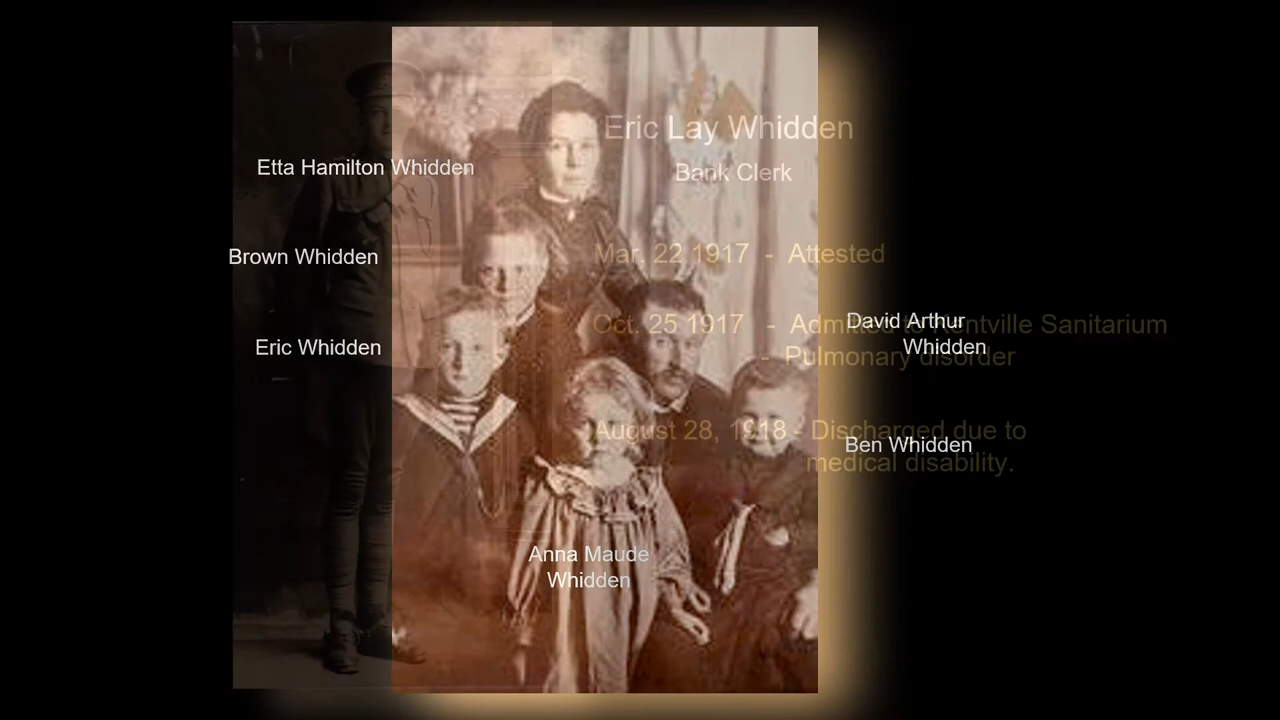 Eric Lay Whidden
Bank Clerk
Etta Hamilton Whidden
Mar. 22 1917 - Attested
Brown Whidden
Oct. 25 1917 - Admitted to Kentville Sanitarium
- Pulmonary disorder
David Arthur
Whidden
Eric Whidden
August 28, 1918 - Discharged due to
medical disability.
Ben Whidden
Anna Maude
Whidden